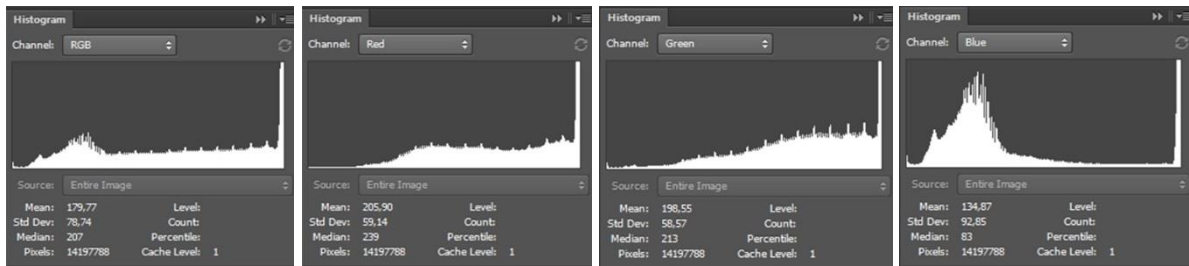 Histogram
Channel: RGB
Source: Entire Image
Mean: 179,77 Level:
Std Dev: 78,74 Count:
Median: 207 Percentile:
Pixels: 14197788 Cache Level: 1
Histogram
Channel: Red
Source: Entire Image
Mean: 205,90 Level:
Std Dev: 59,14 Count:
Median: 239 Percentile:
Pixels: 14197788 Cache Level: 1
Histogram
Channel: Green
Source: Entire Image
Mean: 198,55 Level:
Std Dev: 58,57 Count:
Median: 213 Percentile:
Pixels: 14197788 Cache Level: 1
Histogram
Channel: Blue
Source: Entire Image
Mean: 134,87 Level:
Std Dev: 92,85 Count:
Median: 83 Percentile:
Pixels: 14197788 Cache Level: 1